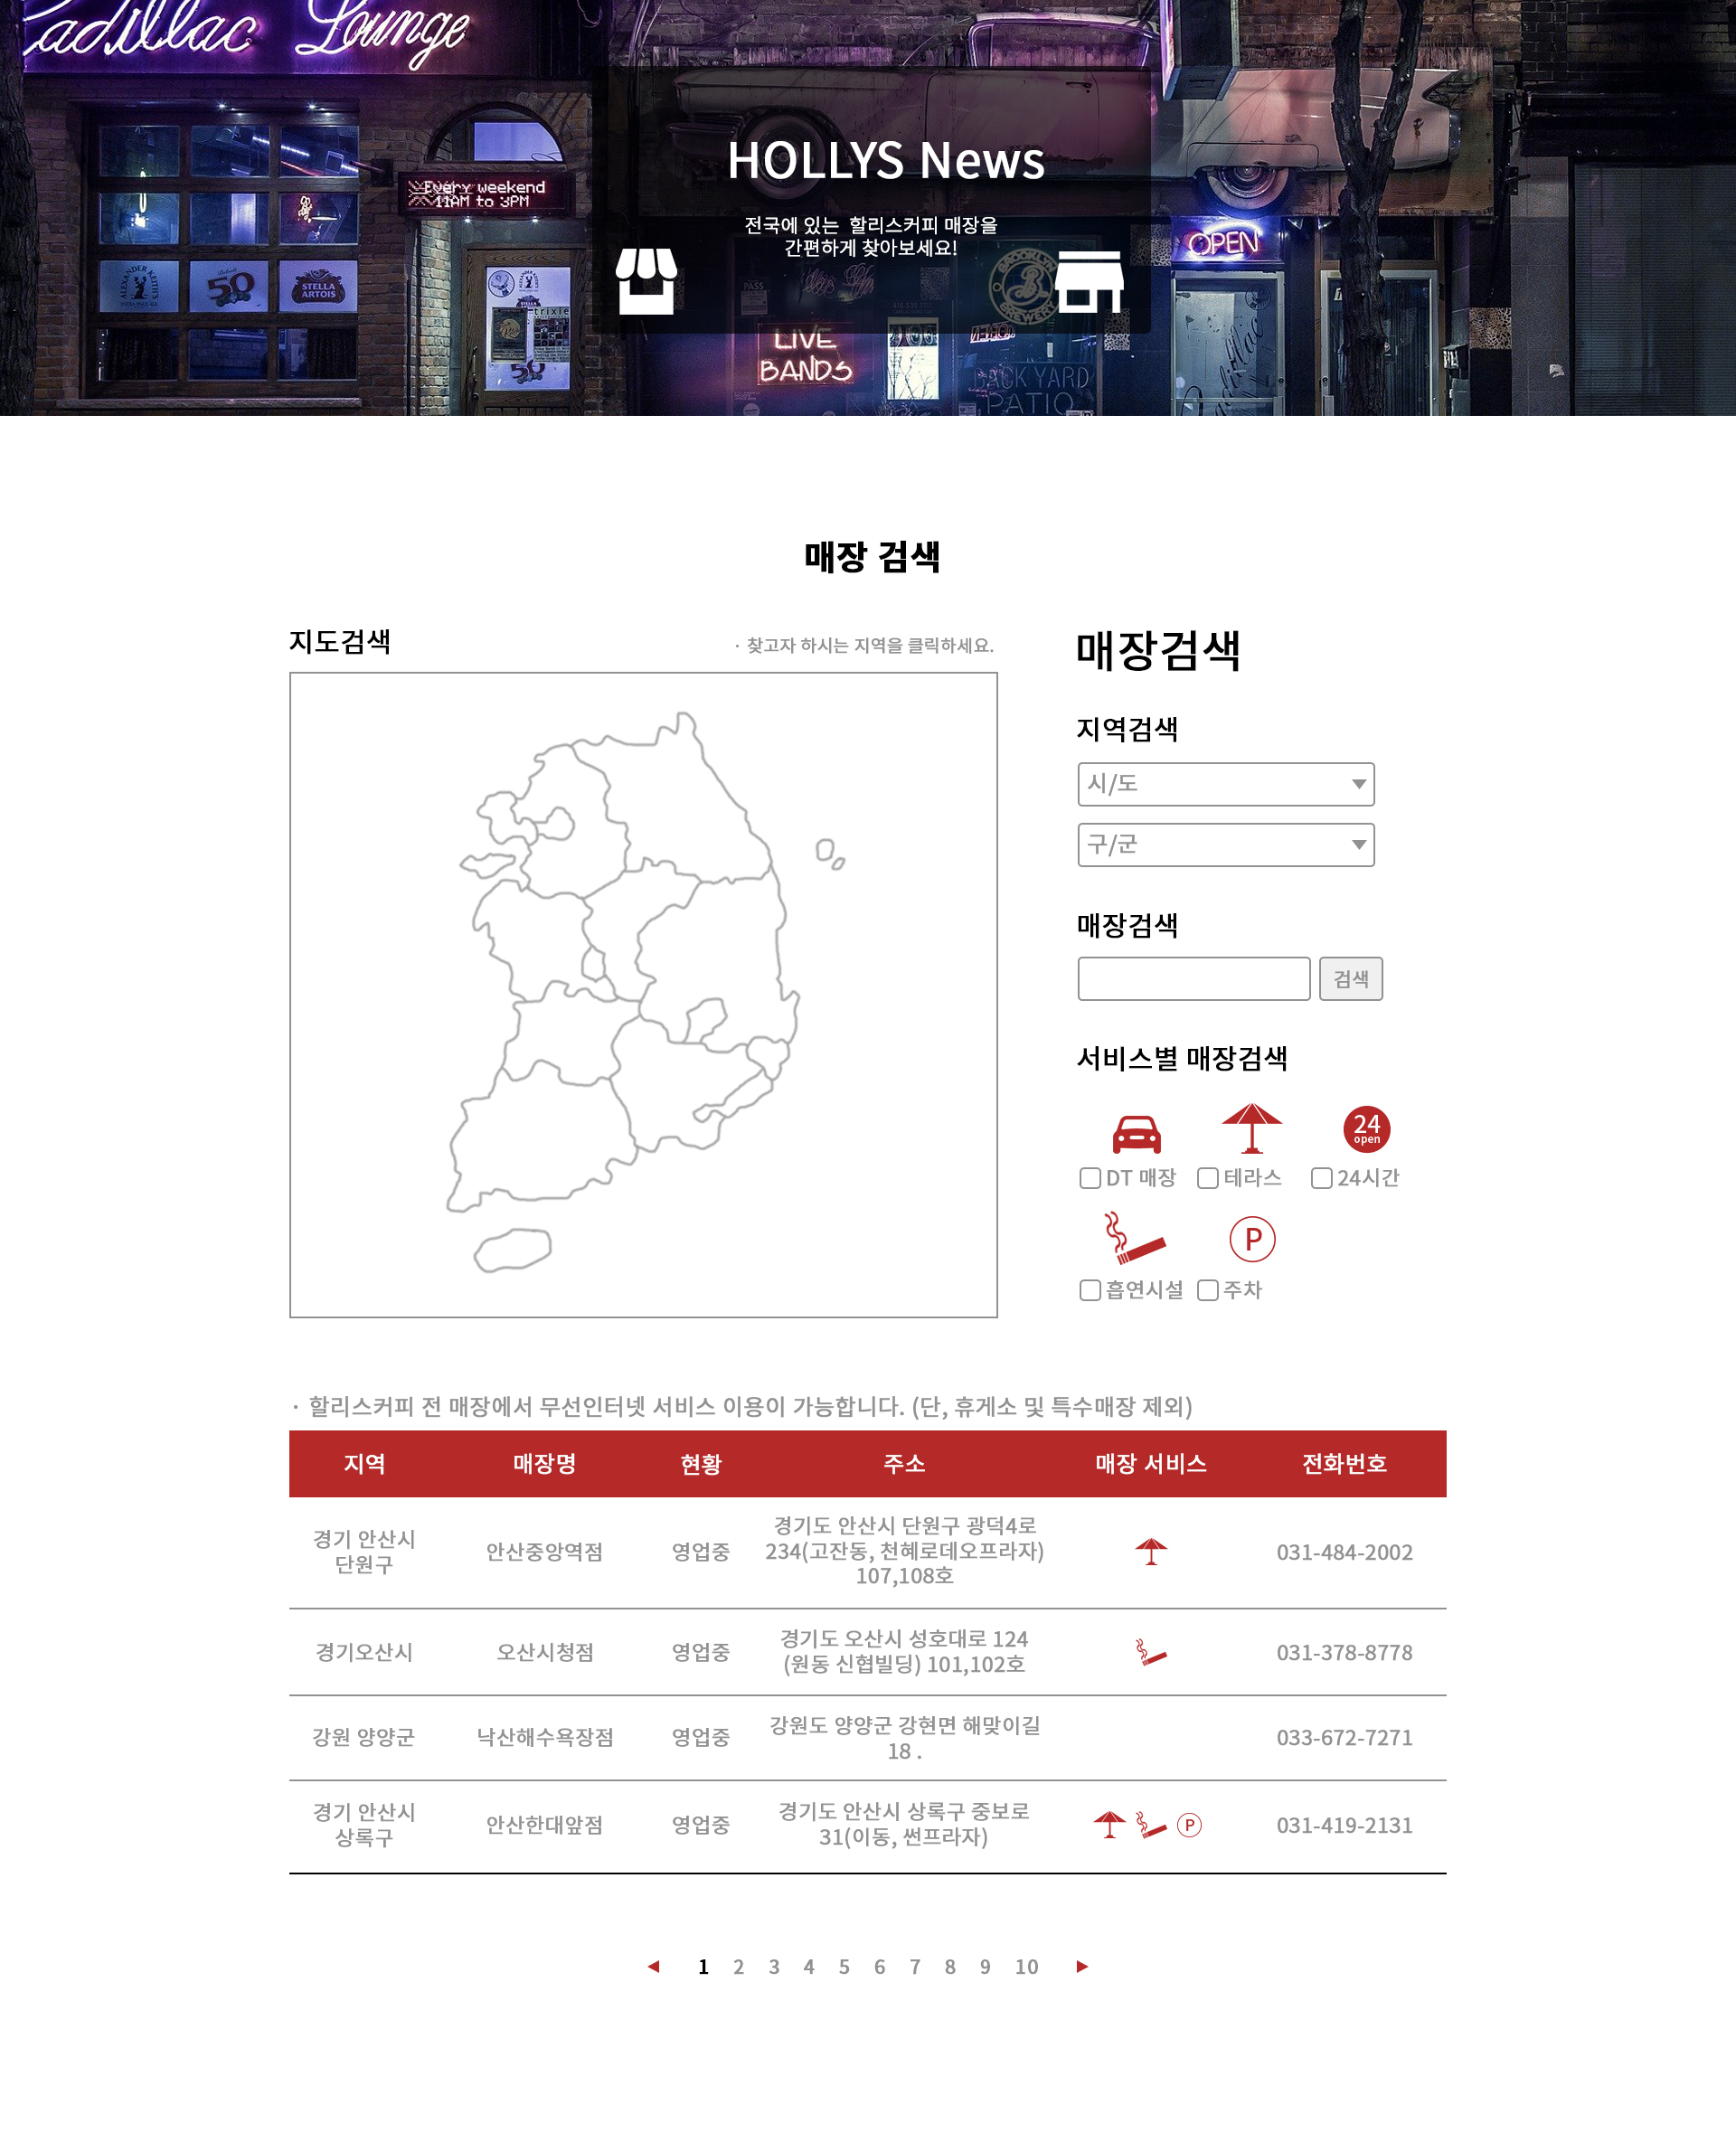 Cadillac Lounge
Every weekend
11AM to 3PM
HOLLYS News
전국에 있는 할리스커피 매장을
간편하게 찾아보세요!
OPEN
ALEXANDER KEITH'S
50
STELLA
ARTOIS
trixie
50
PASS
BROOKLYN
BREWERY
LIVE
BANDS
BACK YARD
PATIO
매장 검색
지도검색
· 찾고자 하시는 지역을 클릭하세요.
매장검색
지역검색
시/도
구/군
매장검색
검색
서비스별 매장검색
24
open
DT 매장
테라스
24시간
P
흡연시설
주차
· 할리스커피 전 매장에서 무선인터넷 서비스 이용이 가능합니다. (단, 휴게소 및 특수매장 제외)
지역 매장명 현황 주소 매장 서비스 전화번호
경기 안산시
단원구
안산중앙역점
영업중
경기도 안산시 단원구 광덕4로
234(고잔동, 천혜로데오프라자)
107,108호
031-484-2002
경기오산시
오산시청점
영업중
경기도 오산시 성호대로 124
(원동 신협빌딩) 101,102호
031-378-8778
강원 양양군
낙산해수욕장점
영업중
강원도 양양군 강현면 해맞이길
18 .
033-672-7271
경기 안산시
상록구
안산한대앞점
영업중
경기도 안산시 상록구 중보로
31(이동, 썬프라자)
P
031-419-2131
1 2 3 4 5 6 7 8 9 10